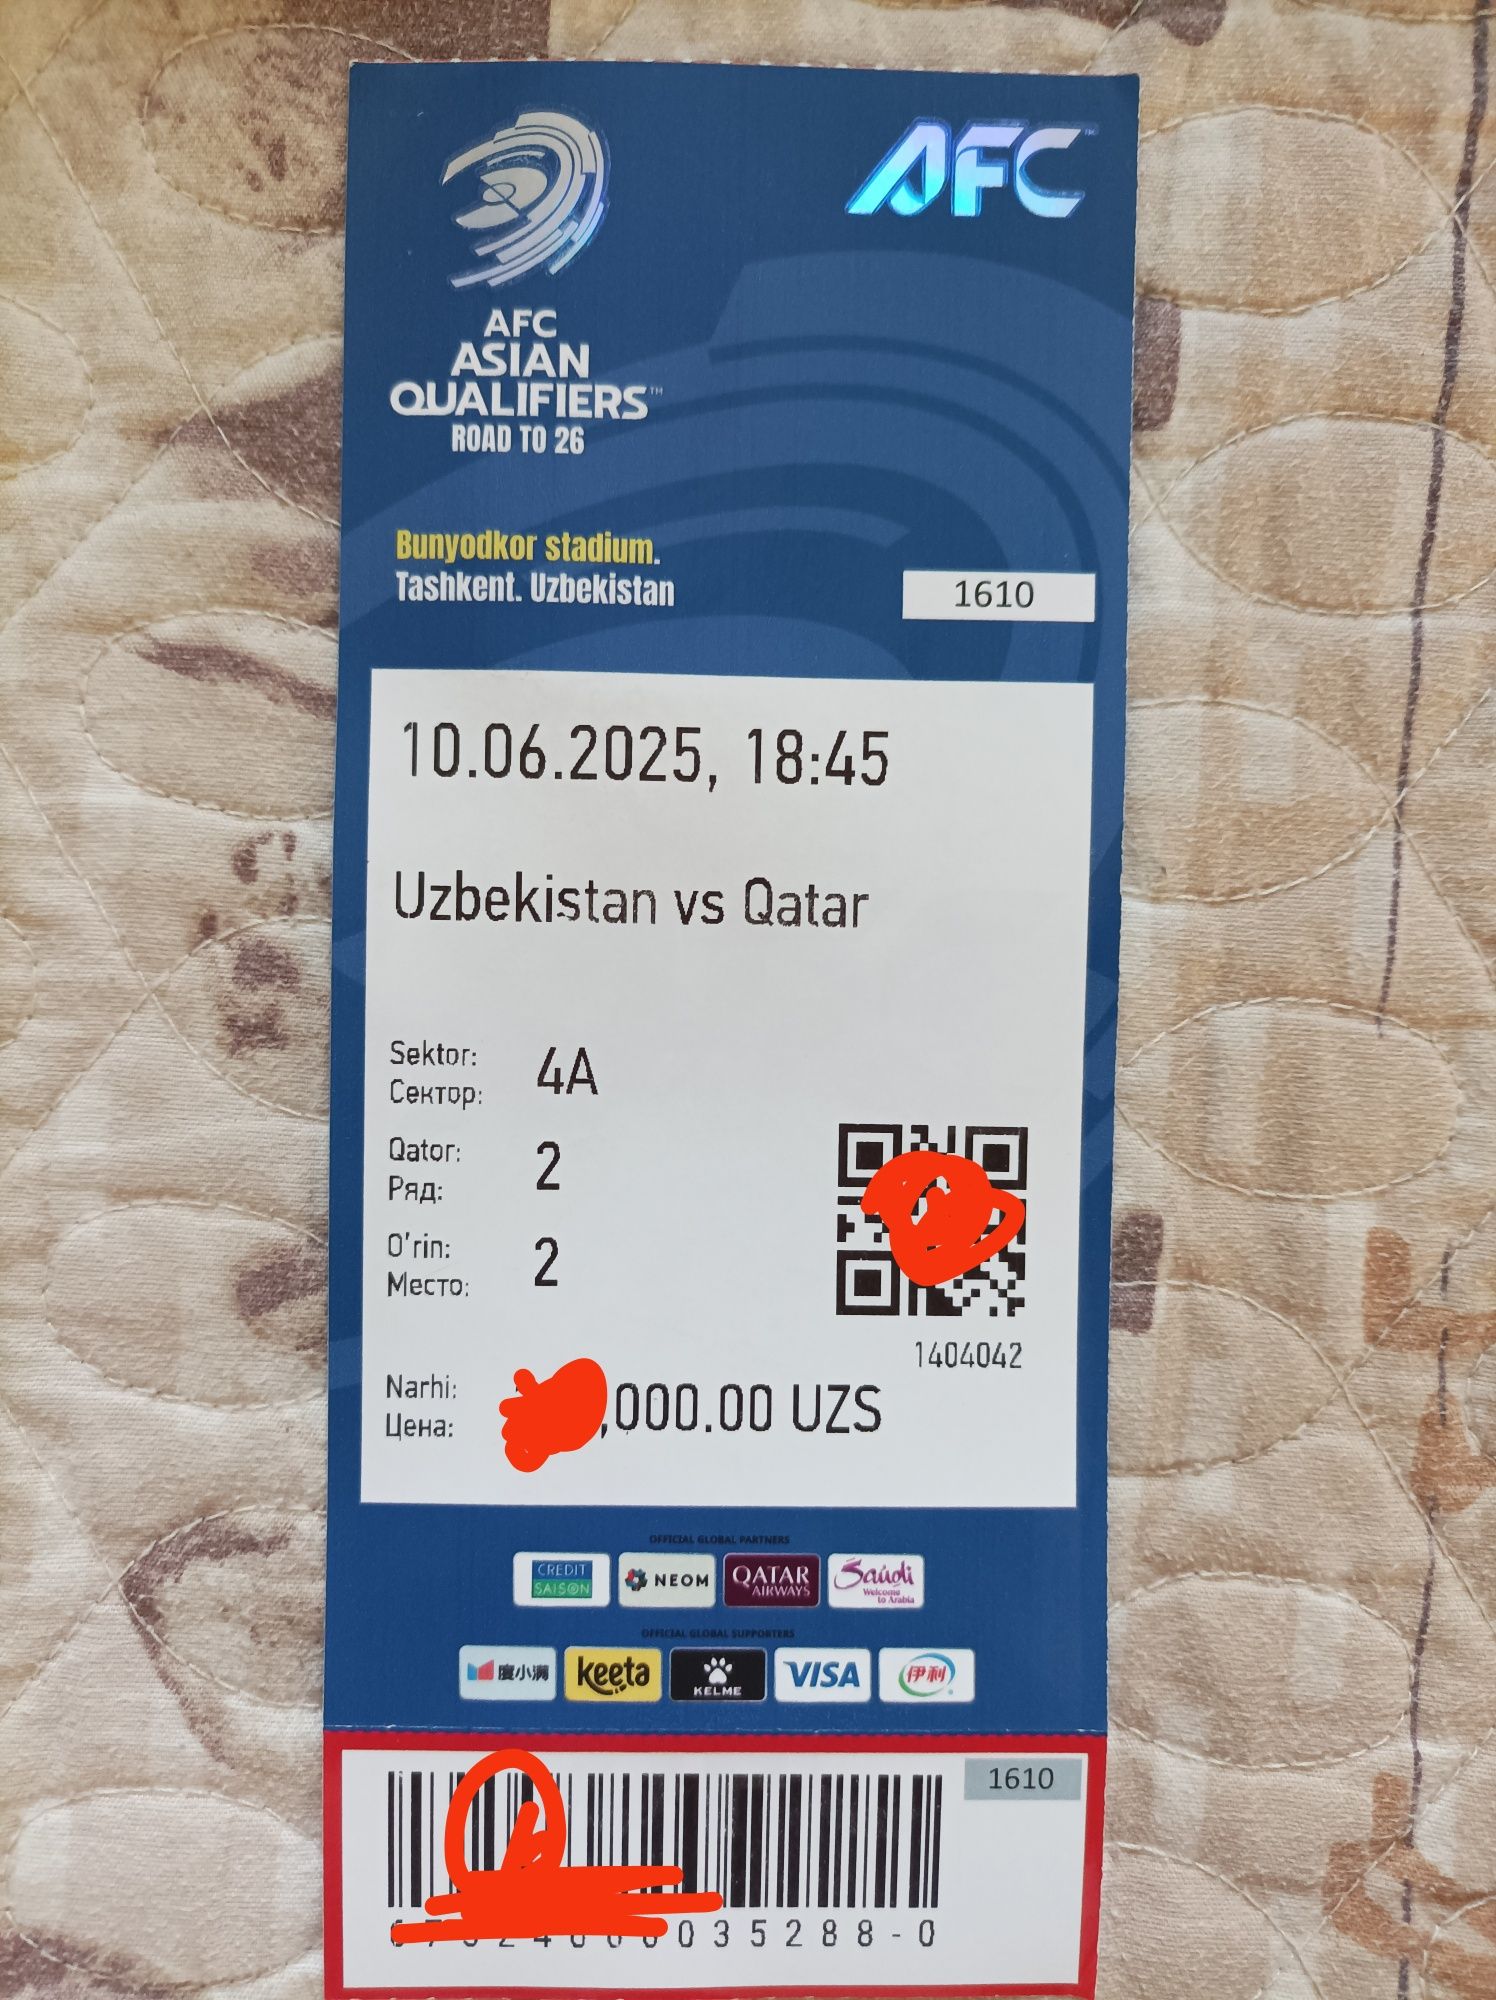 AFC
AFC
ASIAN
QUALIFIERS™
ROAD TO 26
Bunyodkor stadium.
Tashkent. Uzbekistan
1610
10.06.2025, 18:45
Uzbekistan vs Qatar
Sektor:
Сектор:
4A
Qator:
Ряд:
2
O'rin:
Место:
2
1404042
Narhi:
Цена:
,000.00 UZS
OFFICIAL GLOBAL PARTNERS
CREDIT
SAISON
NEOM
QATAR
AIRWAYS
Saudi
Welcome
to Arabia
OFFICIAL GLOBAL SUPPORTERS
度小满
keeta
KELME
VISA
伊利
1610
035288-0